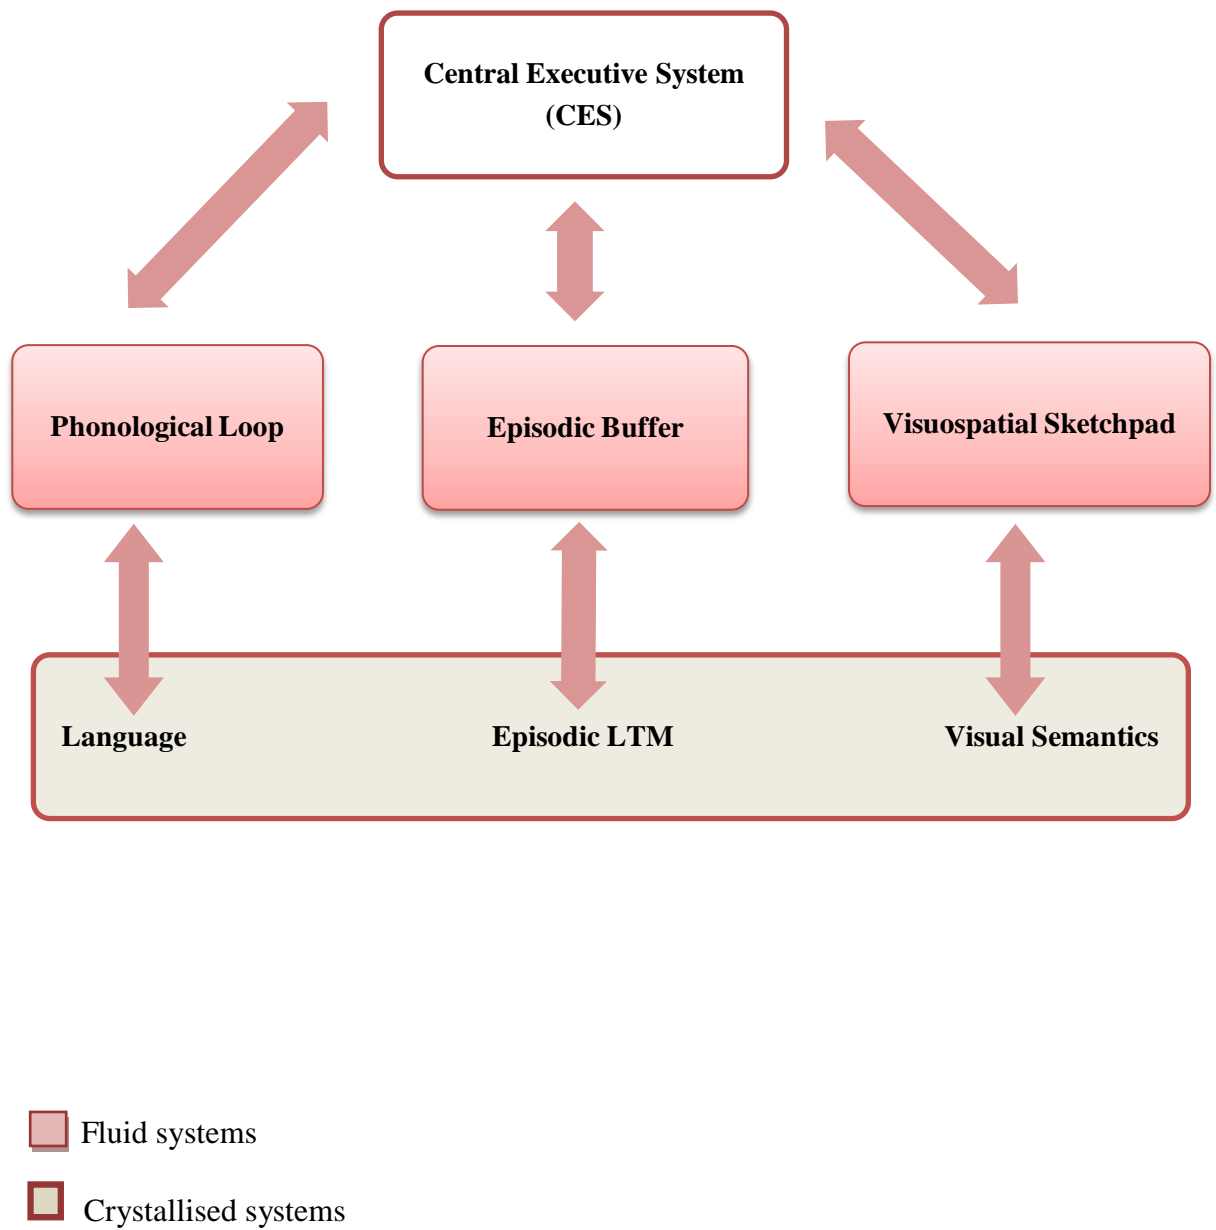 Central Executive System
(CES)
Phonological Loop
Episodic Buffer
Visuospatial Sketchpad
Language
Episodic LTM
Visual Semantics
Fluid systems
Crystallised systems